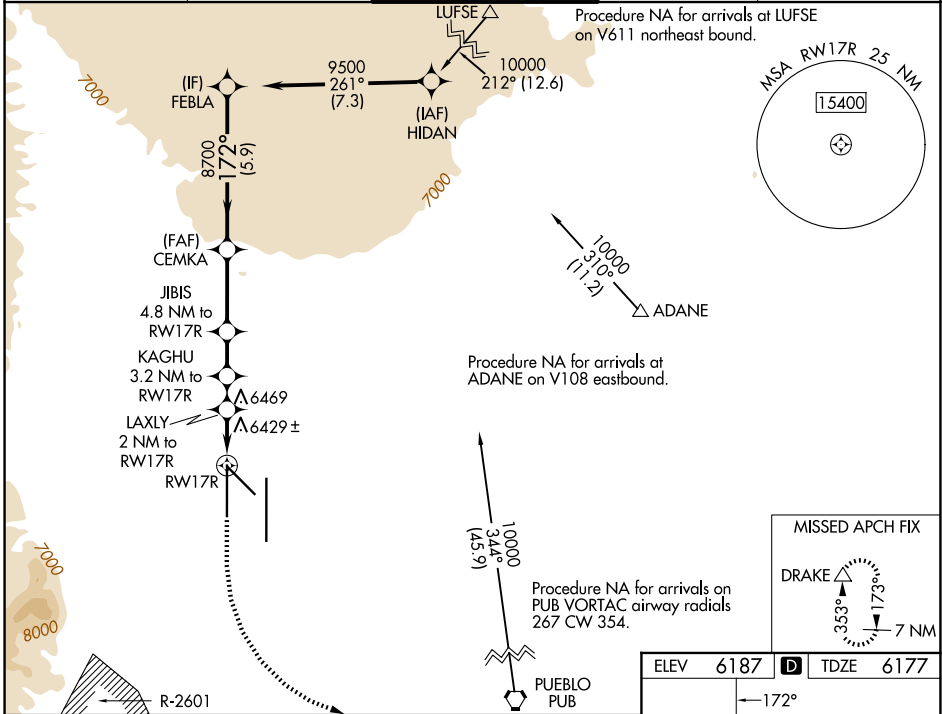 LUFSE
Procedure NA for arrivals at LUFSE
on V611 northeast bound.
MSA RW17R 25 NM
15400
7000
(IF)
FEBLA
9500
261°
(7.3)
10000
212° (12.6)
(IAF)
HIDAN
8700
172°
(5.9)
7000
(FAF)
CEMKA
10000
310°
(11.2)
ADANE
JIBIS
4.8 NM to
RW17R
KAGHU
3.2 NM to
RW17R
Procedure NA for arrivals at
ADANE on V108 eastbound.
6469
6429±
LAXLY
2 NM to
RW17R
RW17R
10000
344°
(45.9)
7000
8000
Procedure NA for arrivals on
PUB VORTAC airway radials
267 CW 354.
MISSED APCH FIX
DRAKE
353°
173°
7 NM
R-2601
PUEBLO
PUB
ELEV 6187 D TDZE 6177
172°